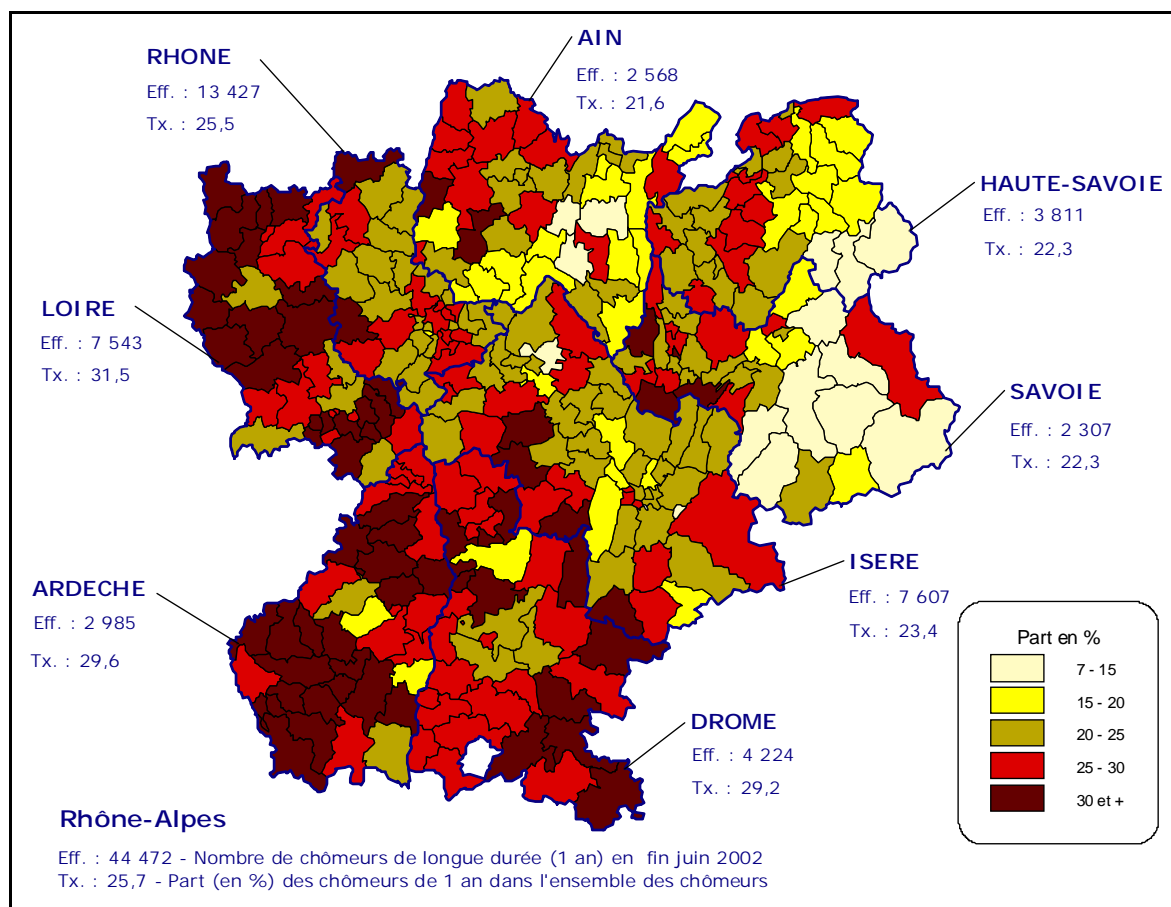 AIN
Eff. : 2 568
Tx. : 21,6
RHONE
Eff. : 13 427
Tx. : 25,5
HAUTE-SAVOIE
Eff. : 3 811
Tx. : 22,3
LOIRE
Eff. : 7 543
Tx. : 31,5
SAVOIE
Eff. : 2 307
Tx. : 22,3
ISERE
Eff. : 7 607
Tx. : 23,4
ARDECHE
Eff. : 2 985
Tx. : 29,6
DROME
Eff. : 4 224
Tx. : 29,2
Part en %
7 - 15
15 - 20
20 - 25
25 - 30
30 et +
Rhône-Alpes
Eff. : 44 472 - Nombre de chômeurs de longue durée (1 an) en fin juin 2002
Tx. : 25,7 - Part (en %) des chômeurs de 1 an dans l'ensemble des chômeurs